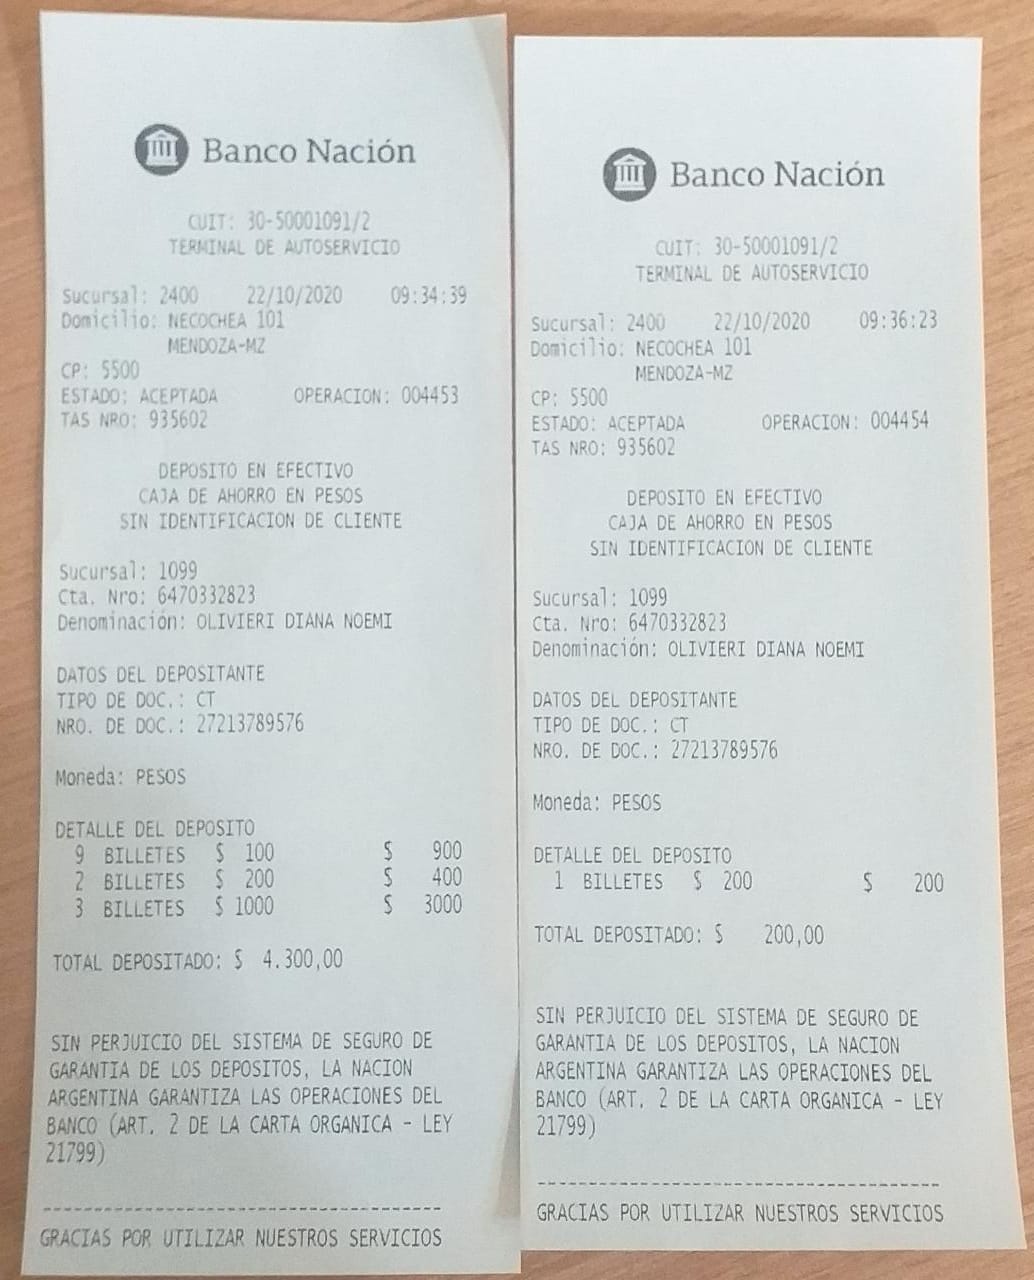 Banco Nación
CUIT: 30-50001091/2
TERMINAL DE AUTOSERVICIO
Sucursal: 2400 22/10/2020 09:34:39
Domicilio: NECOCHEA 101
MENDOZA-MZ
CP: 5500
ESTADO: ACEPTADA OPERACION: 004453
TAS NRO: 935602
DEPOSITO EN EFECTIVO
CAJA DE AHORRO EN PESOS
SIN IDENTIFICACION DE CLIENTE
Sucursal: 1099
Cta. Nro: 6470332823
Denominación: OLIVIERI DIANA NOEMI
DATOS DEL DEPOSITANTE
TIPO DE DOC.: CT
NRO. DE DOC.: 27213789576
Moneda: PESOS
DETALLE DEL DEPOSITO
9 BILLETES $ 100 $ 900
2 BILLETES $ 200 $ 400
3 BILLETES $ 1000 $ 3000
TOTAL DEPOSITADO: $ 4.300,00
SIN PERJUICIO DEL SISTEMA DE SEGURO DE
GARANTIA DE LOS DEPOSITOS, LA NACION
ARGENTINA GARANTIZA LAS OPERACIONES DEL
BANCO (ART. 2 DE LA CARTA ORGANICA - LEY
21799)
----------------------------------------
GRACIAS POR UTILIZAR NUESTROS SERVICIOS
Banco Nación
CUIT: 30-50001091/2
TERMINAL DE AUTOSERVICIO
Sucursal: 2400 22/10/2020 09:36:23
Domicilio: NECOCHEA 101
MENDOZA-MZ
CP: 5500
ESTADO: ACEPTADA OPERACION: 004454
TAS NRO: 935602
DEPOSITO EN EFECTIVO
CAJA DE AHORRO EN PESOS
SIN IDENTIFICACION DE CLIENTE
Sucursal: 1099
Cta. Nro: 6470332823
Denominación: OLIVIERI DIANA NOEMI
DATOS DEL DEPOSITANTE
TIPO DE DOC.: CT
NRO. DE DOC.: 27213789576
Moneda: PESOS
DETALLE DEL DEPOSITO
1 BILLETES $ 200 $ 200
TOTAL DEPOSITADO: $ 200,00
SIN PERJUICIO DEL SISTEMA DE SEGURO DE
GARANTIA DE LOS DEPOSITOS, LA NACION
ARGENTINA GARANTIZA LAS OPERACIONES DEL
BANCO (ART. 2 DE LA CARTA ORGANICA - LEY
21799)
----------------------------------------
GRACIAS POR UTILIZAR NUESTROS SERVICIOS